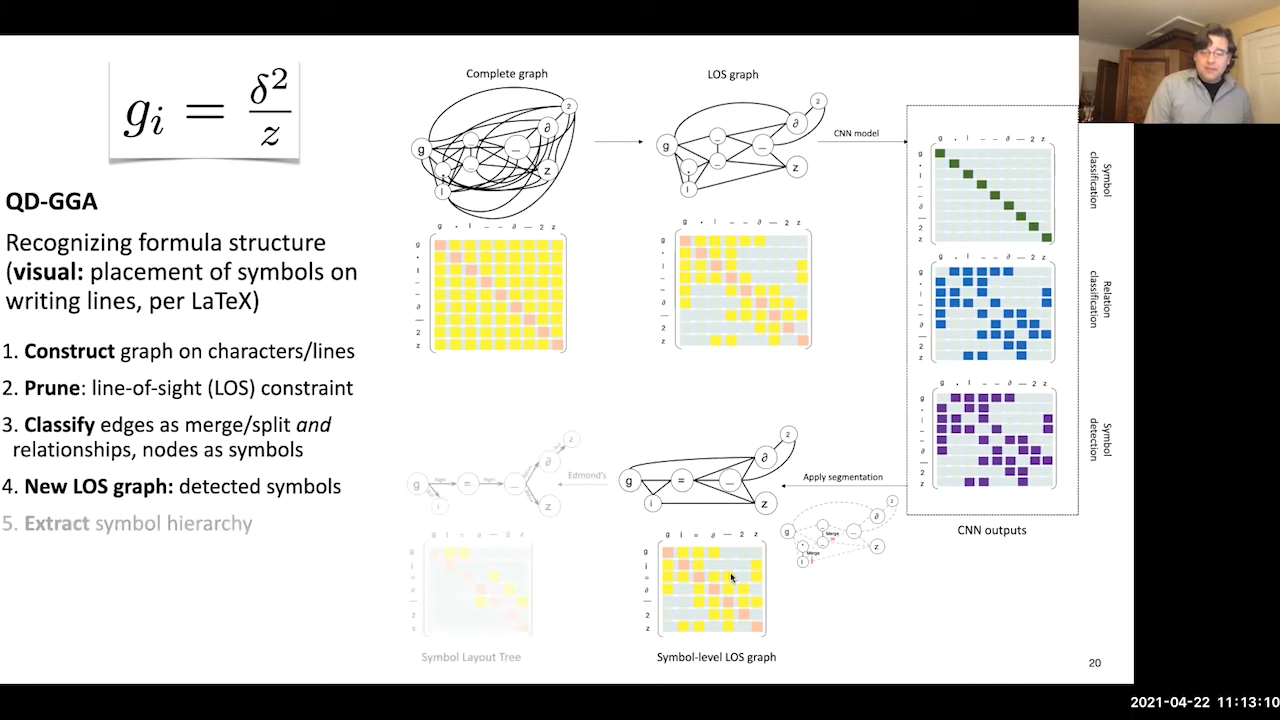 gᵢ = δ²/z
QD-GGA
Recognizing formula structure
(visual: placement of symbols on
writing lines, per LaTeX)
1. Construct graph on characters/lines
2. Prune: line-of-sight (LOS) constraint
3. Classify edges as merge/split and
relationships, nodes as symbols
4. New LOS graph: detected symbols
5. Extract symbol hierarchy
Complete graph
LOS graph
CNN model
Symbol
classification
Relation
classification
Symbol
detection
CNN outputs
Apply segmentation
Merge
Merge
Edmond's
Symbol Layout Tree
Symbol-level LOS graph
20
2021-04-22 11:13:10